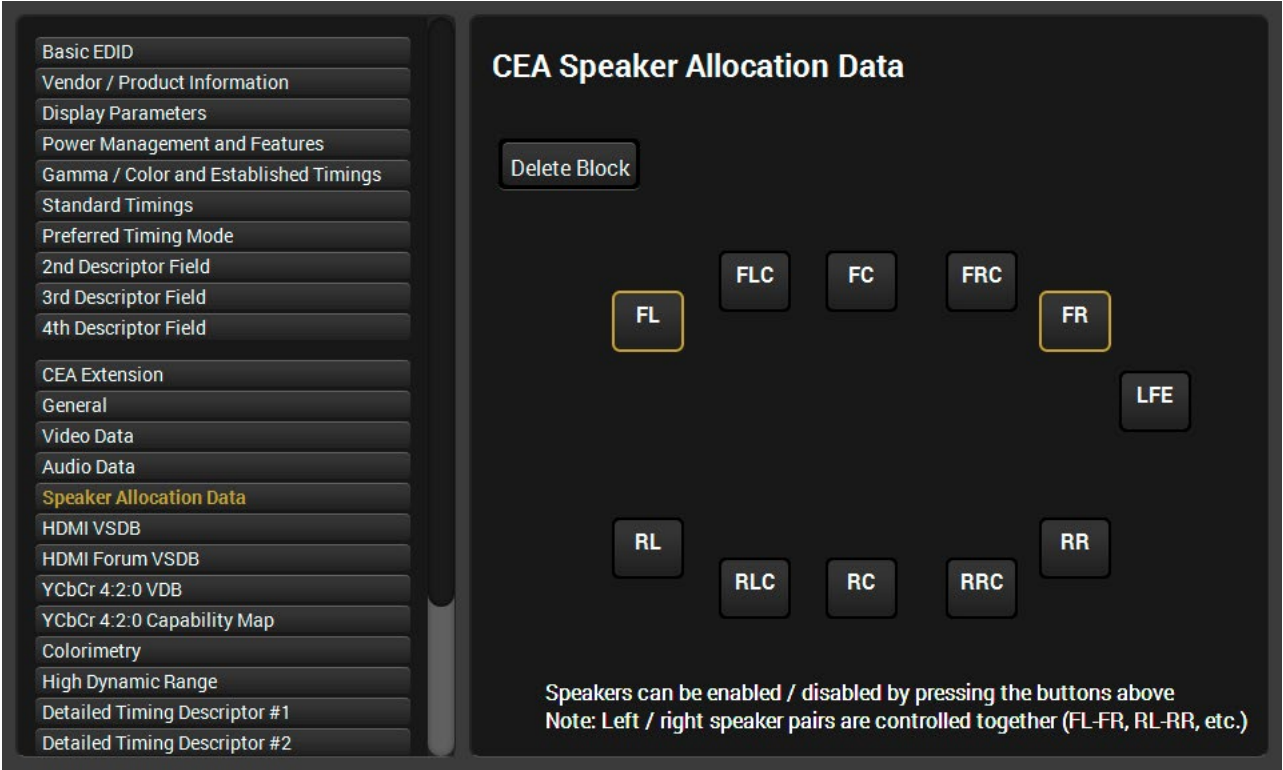 Basic EDID
Vendor / Product Information
Display Parameters
Power Management and Features
Gamma / Color and Established Timings
Standard Timings
Preferred Timing Mode
2nd Descriptor Field
3rd Descriptor Field
4th Descriptor Field
CEA Extension
General
Video Data
Audio Data
Speaker Allocation Data
HDMI VSDB
HDMI Forum VSDB
YCbCr 4:2:0 VDB
YCbCr 4:2:0 Capability Map
Colorimetry
High Dynamic Range
Detailed Timing Descriptor #1
Detailed Timing Descriptor #2
CEA Speaker Allocation Data
Delete Block
FLC FC FRC
FL FR
LFE
RL RR
RLC RC RRC
Speakers can be enabled / disabled by pressing the buttons above
Note: Left / right speaker pairs are controlled together (FL-FR, RL-RR, etc.)